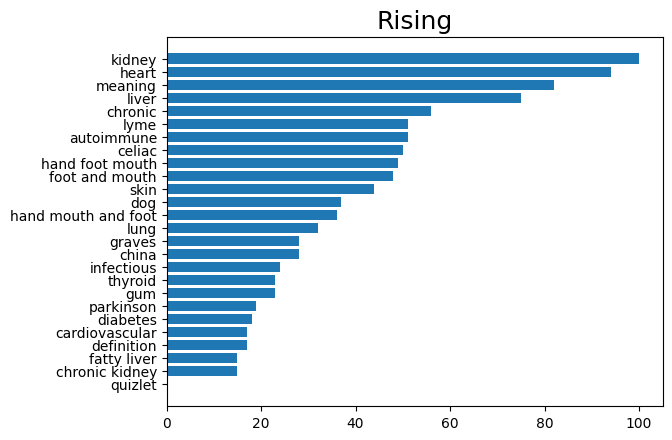 Rising
kidney
heart
meaning
liver
chronic
lyme
autoimmune
celiac
hand foot mouth
foot and mouth
skin
dog
hand mouth and foot
lung
graves
china
infectious
thyroid
gum
parkinson
diabetes
cardiovascular
definition
fatty liver
chronic kidney
quizlet
0 20 40 60 80 100